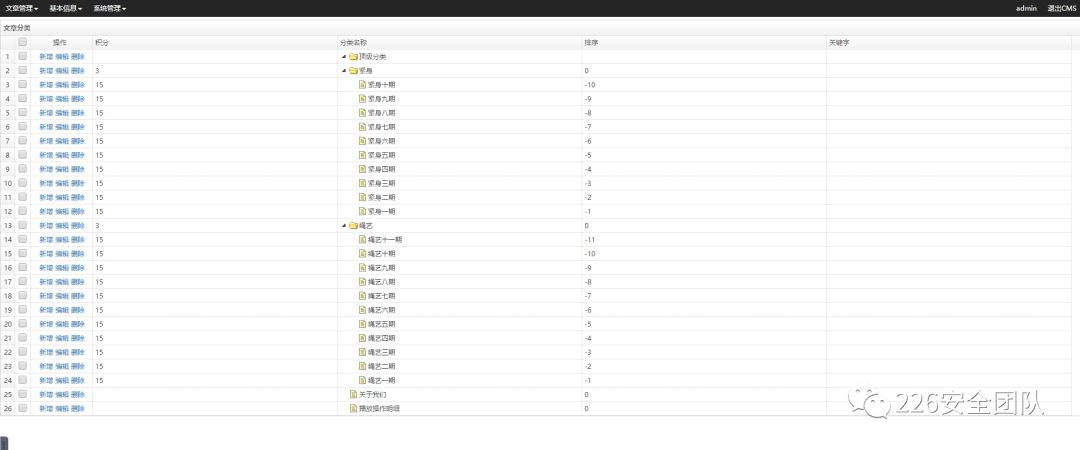 文章管理 基本信息 系统管理 admin 退出CMS
文章分类
操作 积分 分类名称 排序 关键字
1 新增 编辑 删除 顶级分类
2 新增 编辑 删除 3 紧身 0
3 新增 编辑 删除 15 紧身十期 -10
4 新增 编辑 删除 15 紧身九期 -9
5 新增 编辑 删除 15 紧身八期 -8
6 新增 编辑 删除 15 紧身七期 -7
7 新增 编辑 删除 15 紧身六期 -6
8 新增 编辑 删除 15 紧身五期 -5
9 新增 编辑 删除 15 紧身四期 -4
10 新增 编辑 删除 15 紧身三期 -3
11 新增 编辑 删除 15 紧身二期 -2
12 新增 编辑 删除 15 紧身一期 -1
13 新增 编辑 删除 3 绳艺 0
14 新增 编辑 删除 15 绳艺十一期 -11
15 新增 编辑 删除 15 绳艺十期 -10
16 新增 编辑 删除 15 绳艺九期 -9
17 新增 编辑 删除 15 绳艺八期 -8
18 新增 编辑 删除 15 绳艺七期 -7
19 新增 编辑 删除 15 绳艺六期 -6
20 新增 编辑 删除 15 绳艺五期 -5
21 新增 编辑 删除 15 绳艺四期 -4
22 新增 编辑 删除 15 绳艺三期 -3
23 新增 编辑 删除 15 绳艺二期 -2
24 新增 编辑 删除 15 绳艺一期 -1
25 新增 编辑 删除 关于我们 0
26 新增 编辑 删除 播放操作明细 0
226安全团队